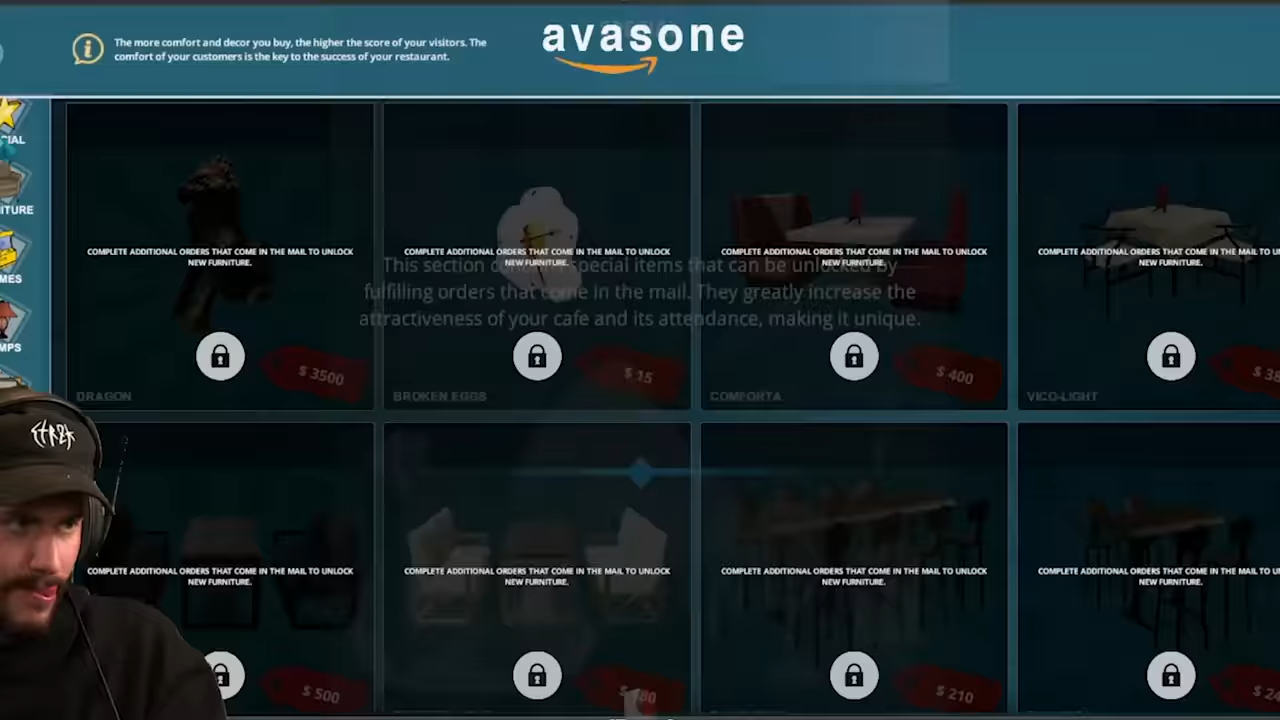 The more comfort and decor you buy, the higher the score of your visitors. The
comfort of your customers is the key to the success of your restaurant.
avasone
COMPLETE ADDITIONAL ORDERS THAT COME IN THE MAIL TO UNLOCK
NEW FURNITURE.
$ 3500
DRAGON
COMPLETE ADDITIONAL ORDERS THAT COME IN THE MAIL TO UNLOCK
NEW FURNITURE.
$ 15
BROKEN EGGS
COMPLETE ADDITIONAL ORDERS THAT COME IN THE MAIL TO UNLOCK
NEW FURNITURE.
$ 400
COMFORTA
COMPLETE ADDITIONAL ORDERS THAT COME IN THE MAIL TO U
NEW FURNITURE.
VICO-LIGHT
This section special items that can be unlocked by
fulfilling orders that come in the mail. They greatly increase the
attractiveness of your cafe and its attendance, making it unique.
CIAL
ITURE
MES
MPS
COMPLETE ADDITIONAL ORDERS THAT COME IN THE MAIL TO UNLOCK
NEW FURNITURE.
$ 500
COMPLETE ADDITIONAL ORDERS THAT COME IN THE MAIL TO UNLOCK
NEW FURNITURE.
COMPLETE ADDITIONAL ORDERS THAT COME IN THE MAIL TO UNLOCK
NEW FURNITURE.
$ 210
COMPLETE ADDITIONAL ORDERS THAT COME IN THE MAIL TO U
NEW FURNITURE.